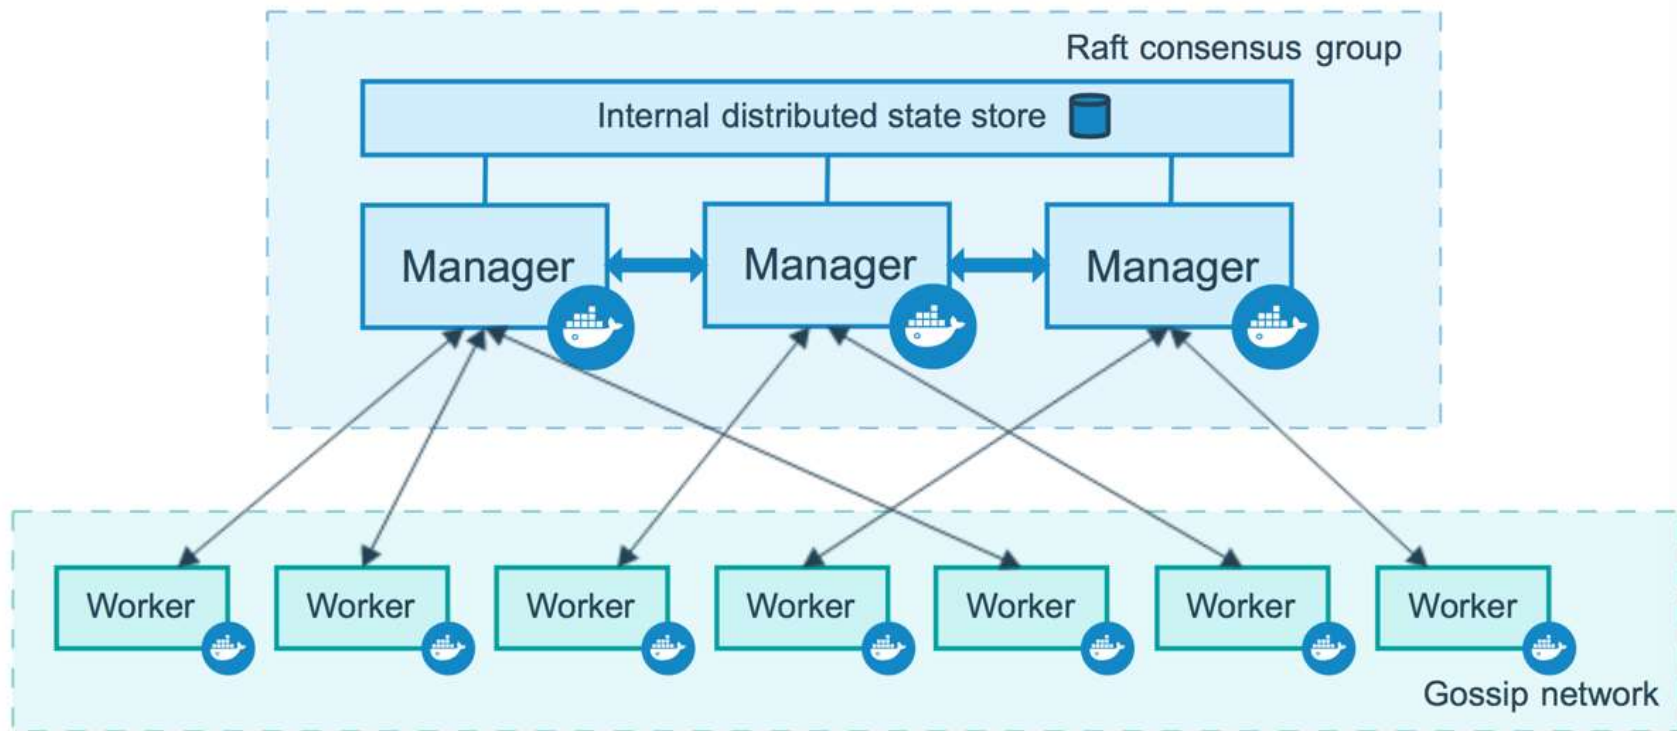 Raft consensus group
Internal distributed state store
Manager Manager Manager
Worker Worker Worker Worker Worker Worker Worker
Gossip network